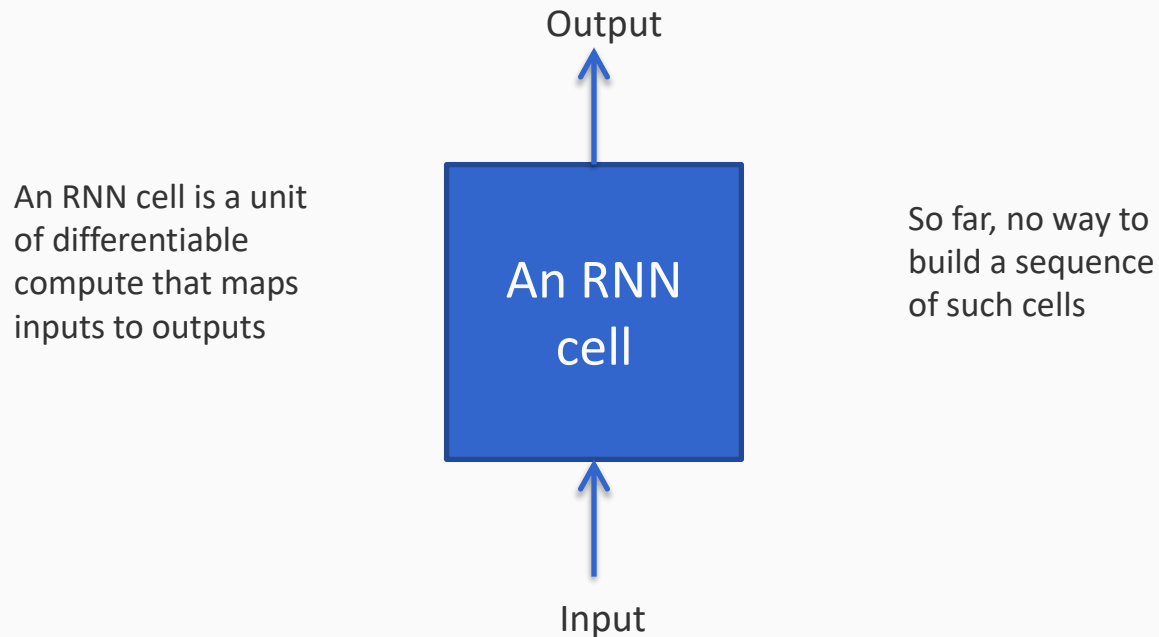 Output
An RNN cell is a unit
of differentiable
compute that maps
inputs to outputs
An RNN
cell
So far, no way to
build a sequence
of such cells
Input